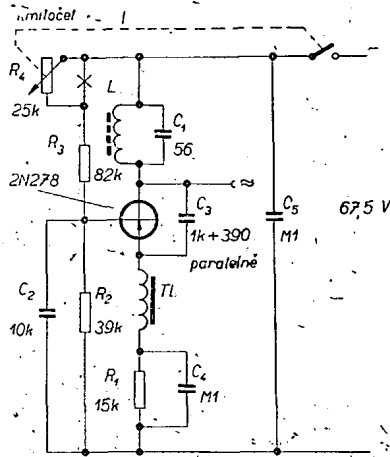 kmitočet
R4
25k
L
C1
56
R3
82k
2N278
C3
1k+390
paralelně
≈
C5
M1
67,5 V
C2
10k
R2
39k
Tl.
R1
15k
C4
M1